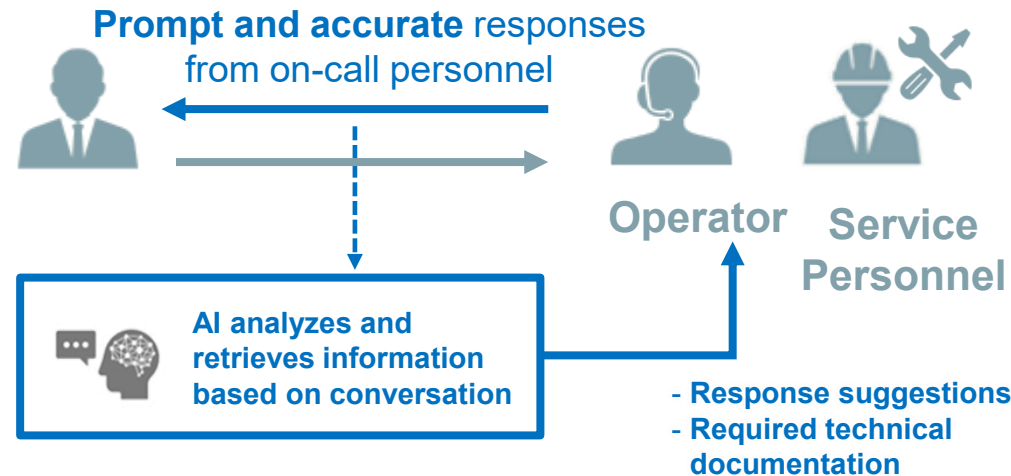 Prompt and accurate responses
from on-call personnel
Operator
Service
Personnel
AI analyzes and
retrieves information
based on conversation
- Response suggestions
- Required technical
documentation